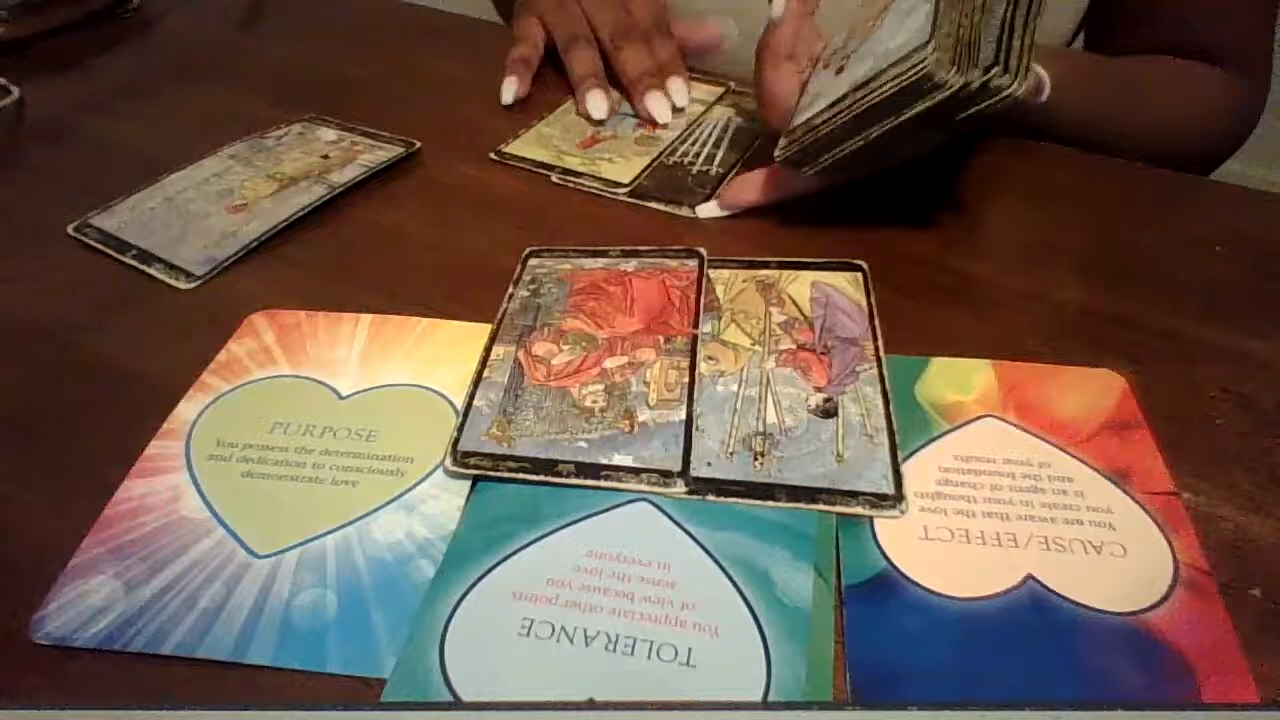 PURPOSE
You possess the determination
and dedication to consciously
demonstrate love
TOLERANCE
You appreciate other points
of view because you
sense the love
in everyone
CAUSE/EFFECT
You are aware that the love
you create in your thoughts
is an agent of change
and the foundation
of your results